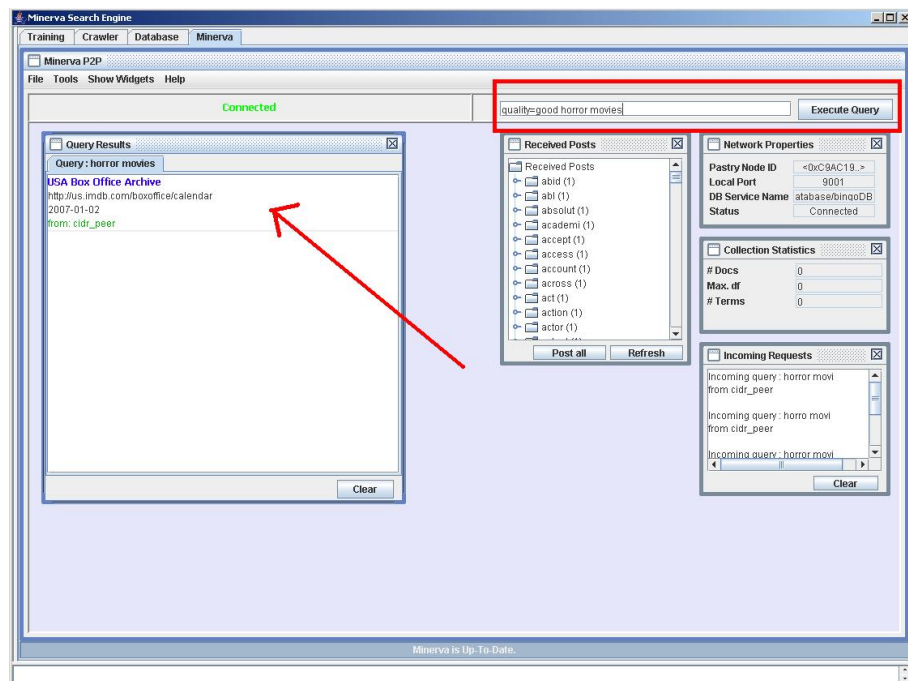 Minerva Search Engine
Training Crawler Database Minerva
Minerva P2P
File Tools Show Widgets Help
Connected
quality=good horror movies
Execute Query
Query Results
Query : horror movies
USA Box Office Archive
http://us.imdb.com/boxoffice/calendar
2007-01-02
from: cidr_peer
Clear
Received Posts
Received Posts
abid (1)
abl (1)
absolut (1)
academi (1)
accept (1)
access (1)
account (1)
across (1)
act (1)
action (1)
actor (1)
Post all Refresh
Network Properties
Pastry Node ID <0xC9AC19..>
Local Port 9001
DB Service Name atabase/bingoDB
Status Connected
Collection Statistics
# Docs 0
Max. df 0
# Terms 0
Incoming Requests
Incoming query : horror movi
from cidr_peer
Incoming query : horro movi
from cidr_peer
Incoming query : horror movi
Clear
Minerva is Up-To-Date.